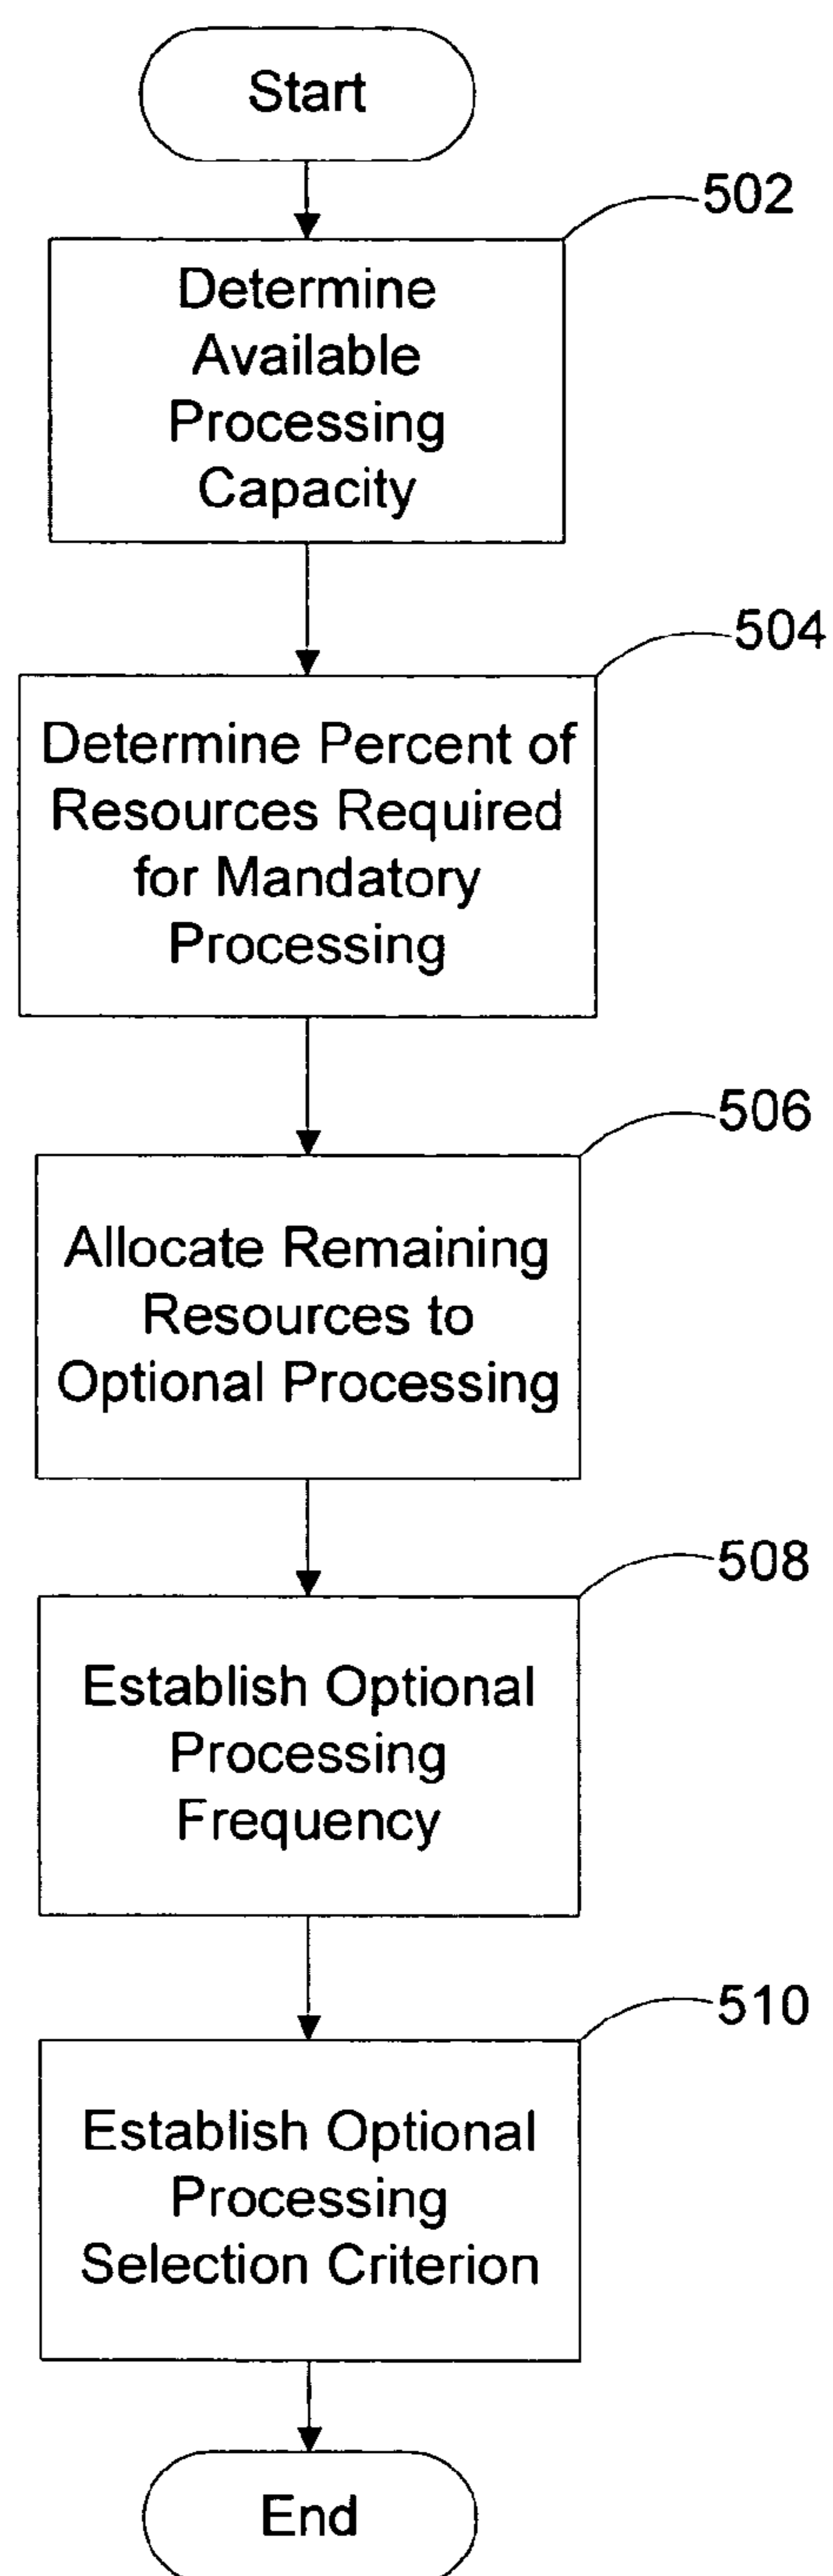 Start
502
Determine
Available
Processing
Capacity
504
Determine Percent of
Resources Required
for Mandatory
Processing
506
Allocate Remaining
Resources to
Optional Processing
508
Establish Optional
Processing
Frequency
510
Establish Optional
Processing
Selection Criterion
End